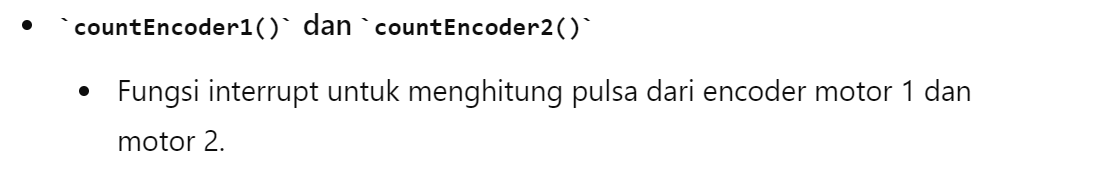 • `countEncoder1()` dan `countEncoder2()`
• Fungsi interrupt untuk menghitung pulsa dari encoder motor 1 dan
motor 2.